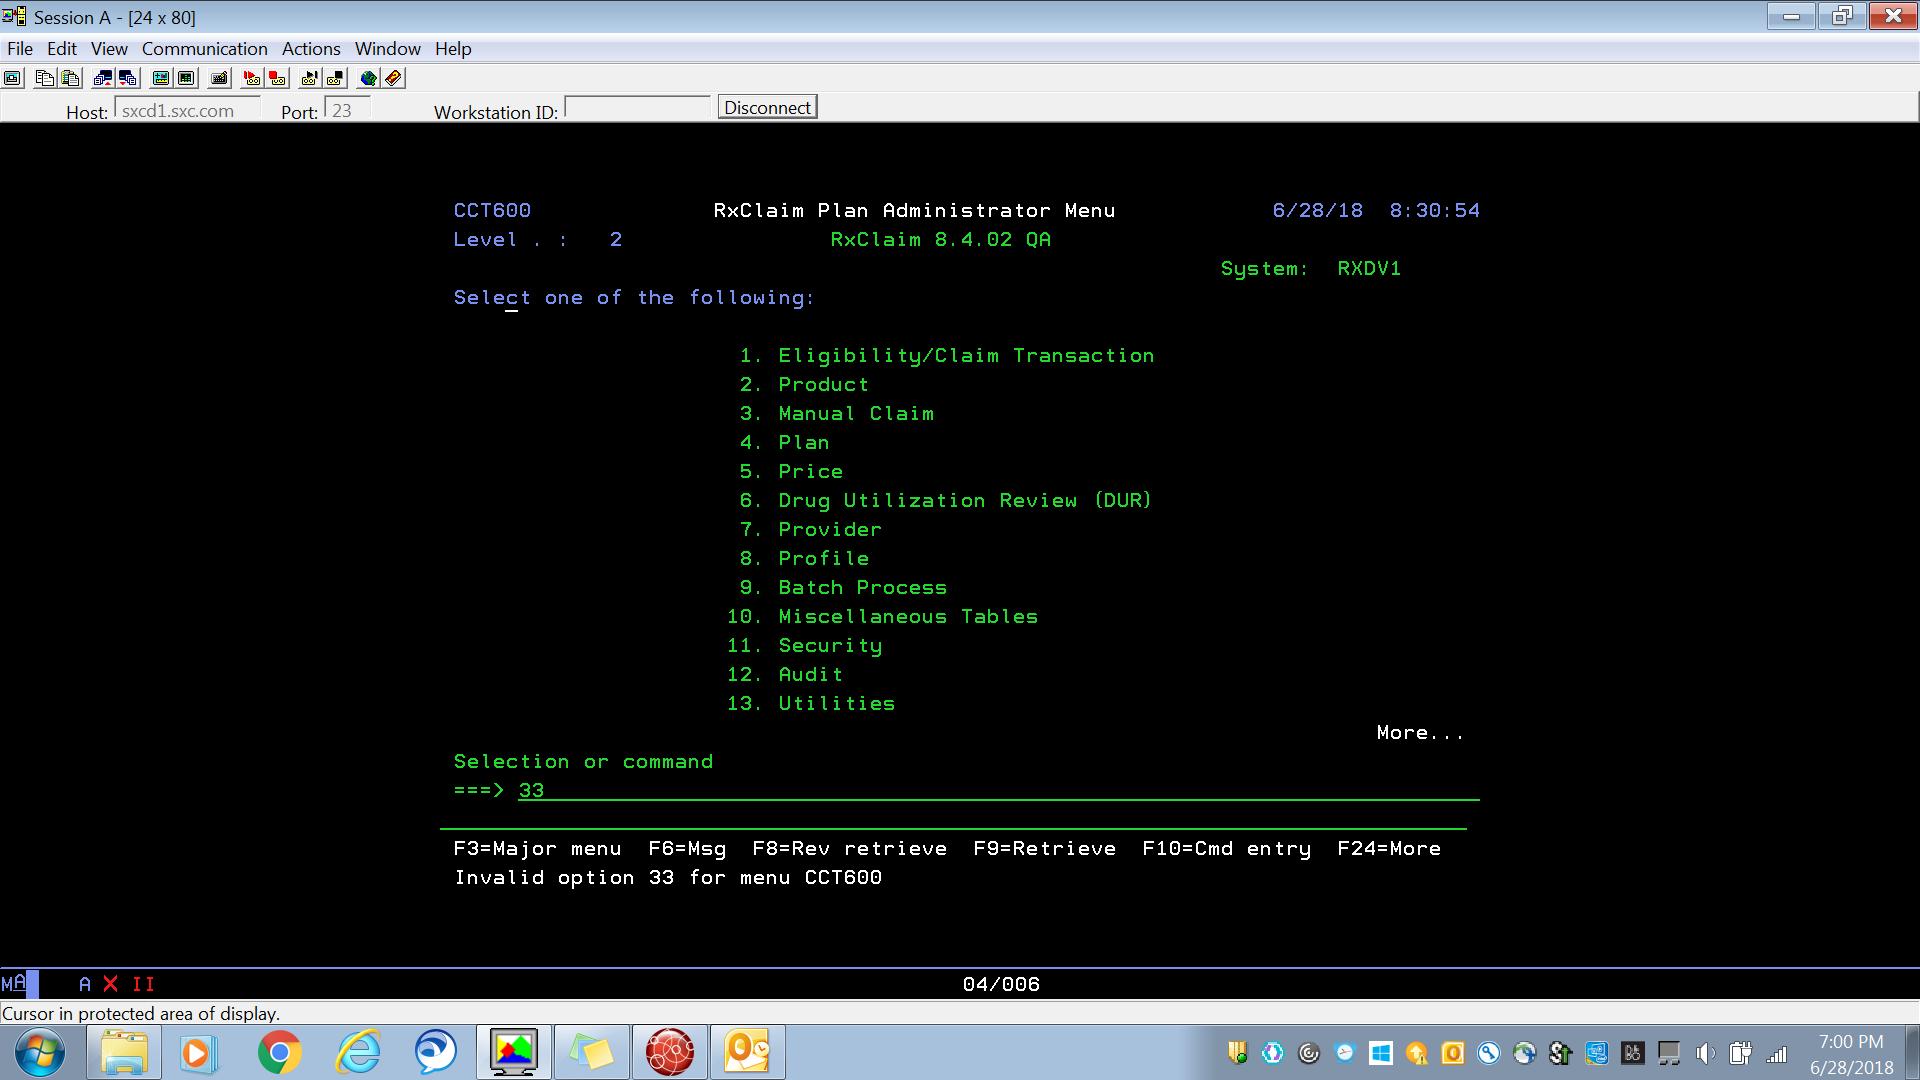 Session A - [24 x 80]
File Edit View Communication Actions Window Help
Host: sxcd1.sxc.com Port: 23 Workstation ID: Disconnect
CCT600 RxClaim Plan Administrator Menu 6/28/18 8:30:54
Level . : 2 RxClaim 8.4.02 QA
System: RXDV1
Select one of the following:
1. Eligibility/Claim Transaction
2. Product
3. Manual Claim
4. Plan
5. Price
6. Drug Utilization Review (DUR)
7. Provider
8. Profile
9. Batch Process
10. Miscellaneous Tables
11. Security
12. Audit
13. Utilities
More...
Selection or command
===> 33
F3=Major menu F6=Msg F8=Rev retrieve F9=Retrieve F10=Cmd entry F24=More
Invalid option 33 for menu CCT600
MA A X II 04/006
Cursor in protected area of display.
7:00 PM
6/28/2018